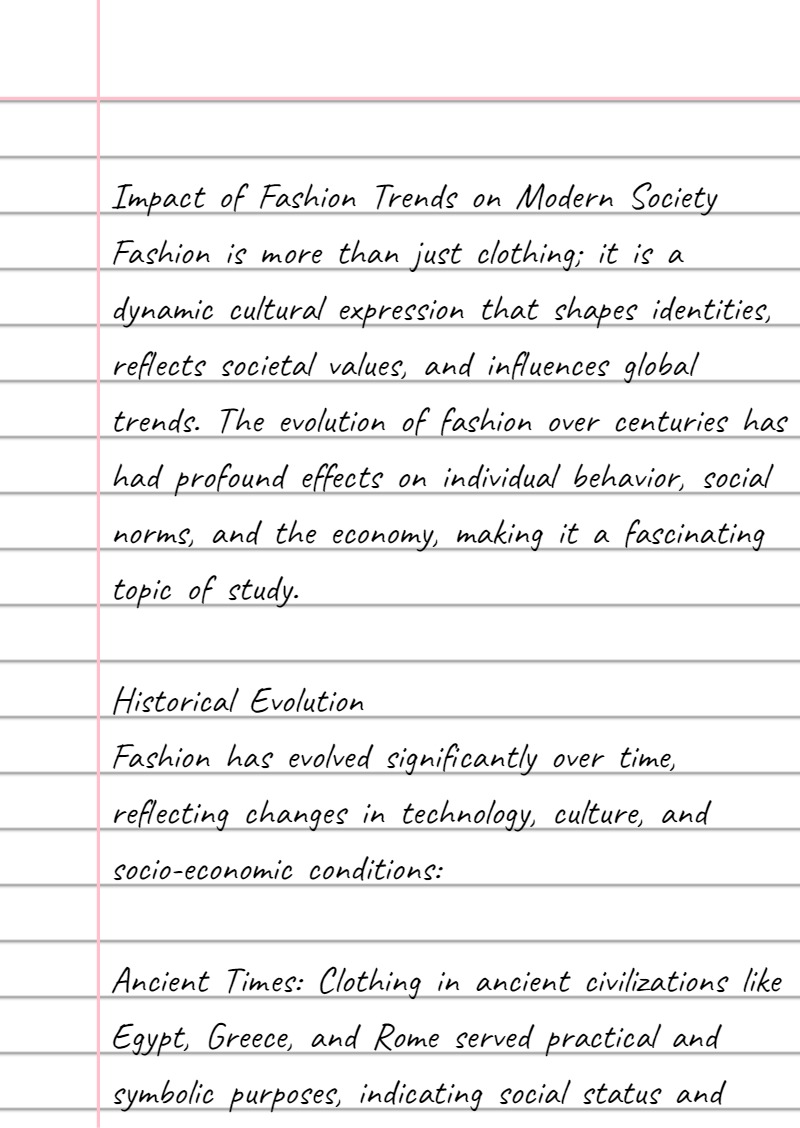 Impact of Fashion Trends on Modern Society
Fashion is more than just clothing; it is a
dynamic cultural expression that shapes identities,
reflects societal values, and influences global
trends. The evolution of fashion over centuries has
had profound effects on individual behavior, social
norms, and the economy, making it a fascinating
topic of study.
Historical Evolution
Fashion has evolved significantly over time,
reflecting changes in technology, culture, and
socio-economic conditions:
Ancient Times: Clothing in ancient civilizations like
Egypt, Greece, and Rome served practical and
symbolic purposes, indicating social status and